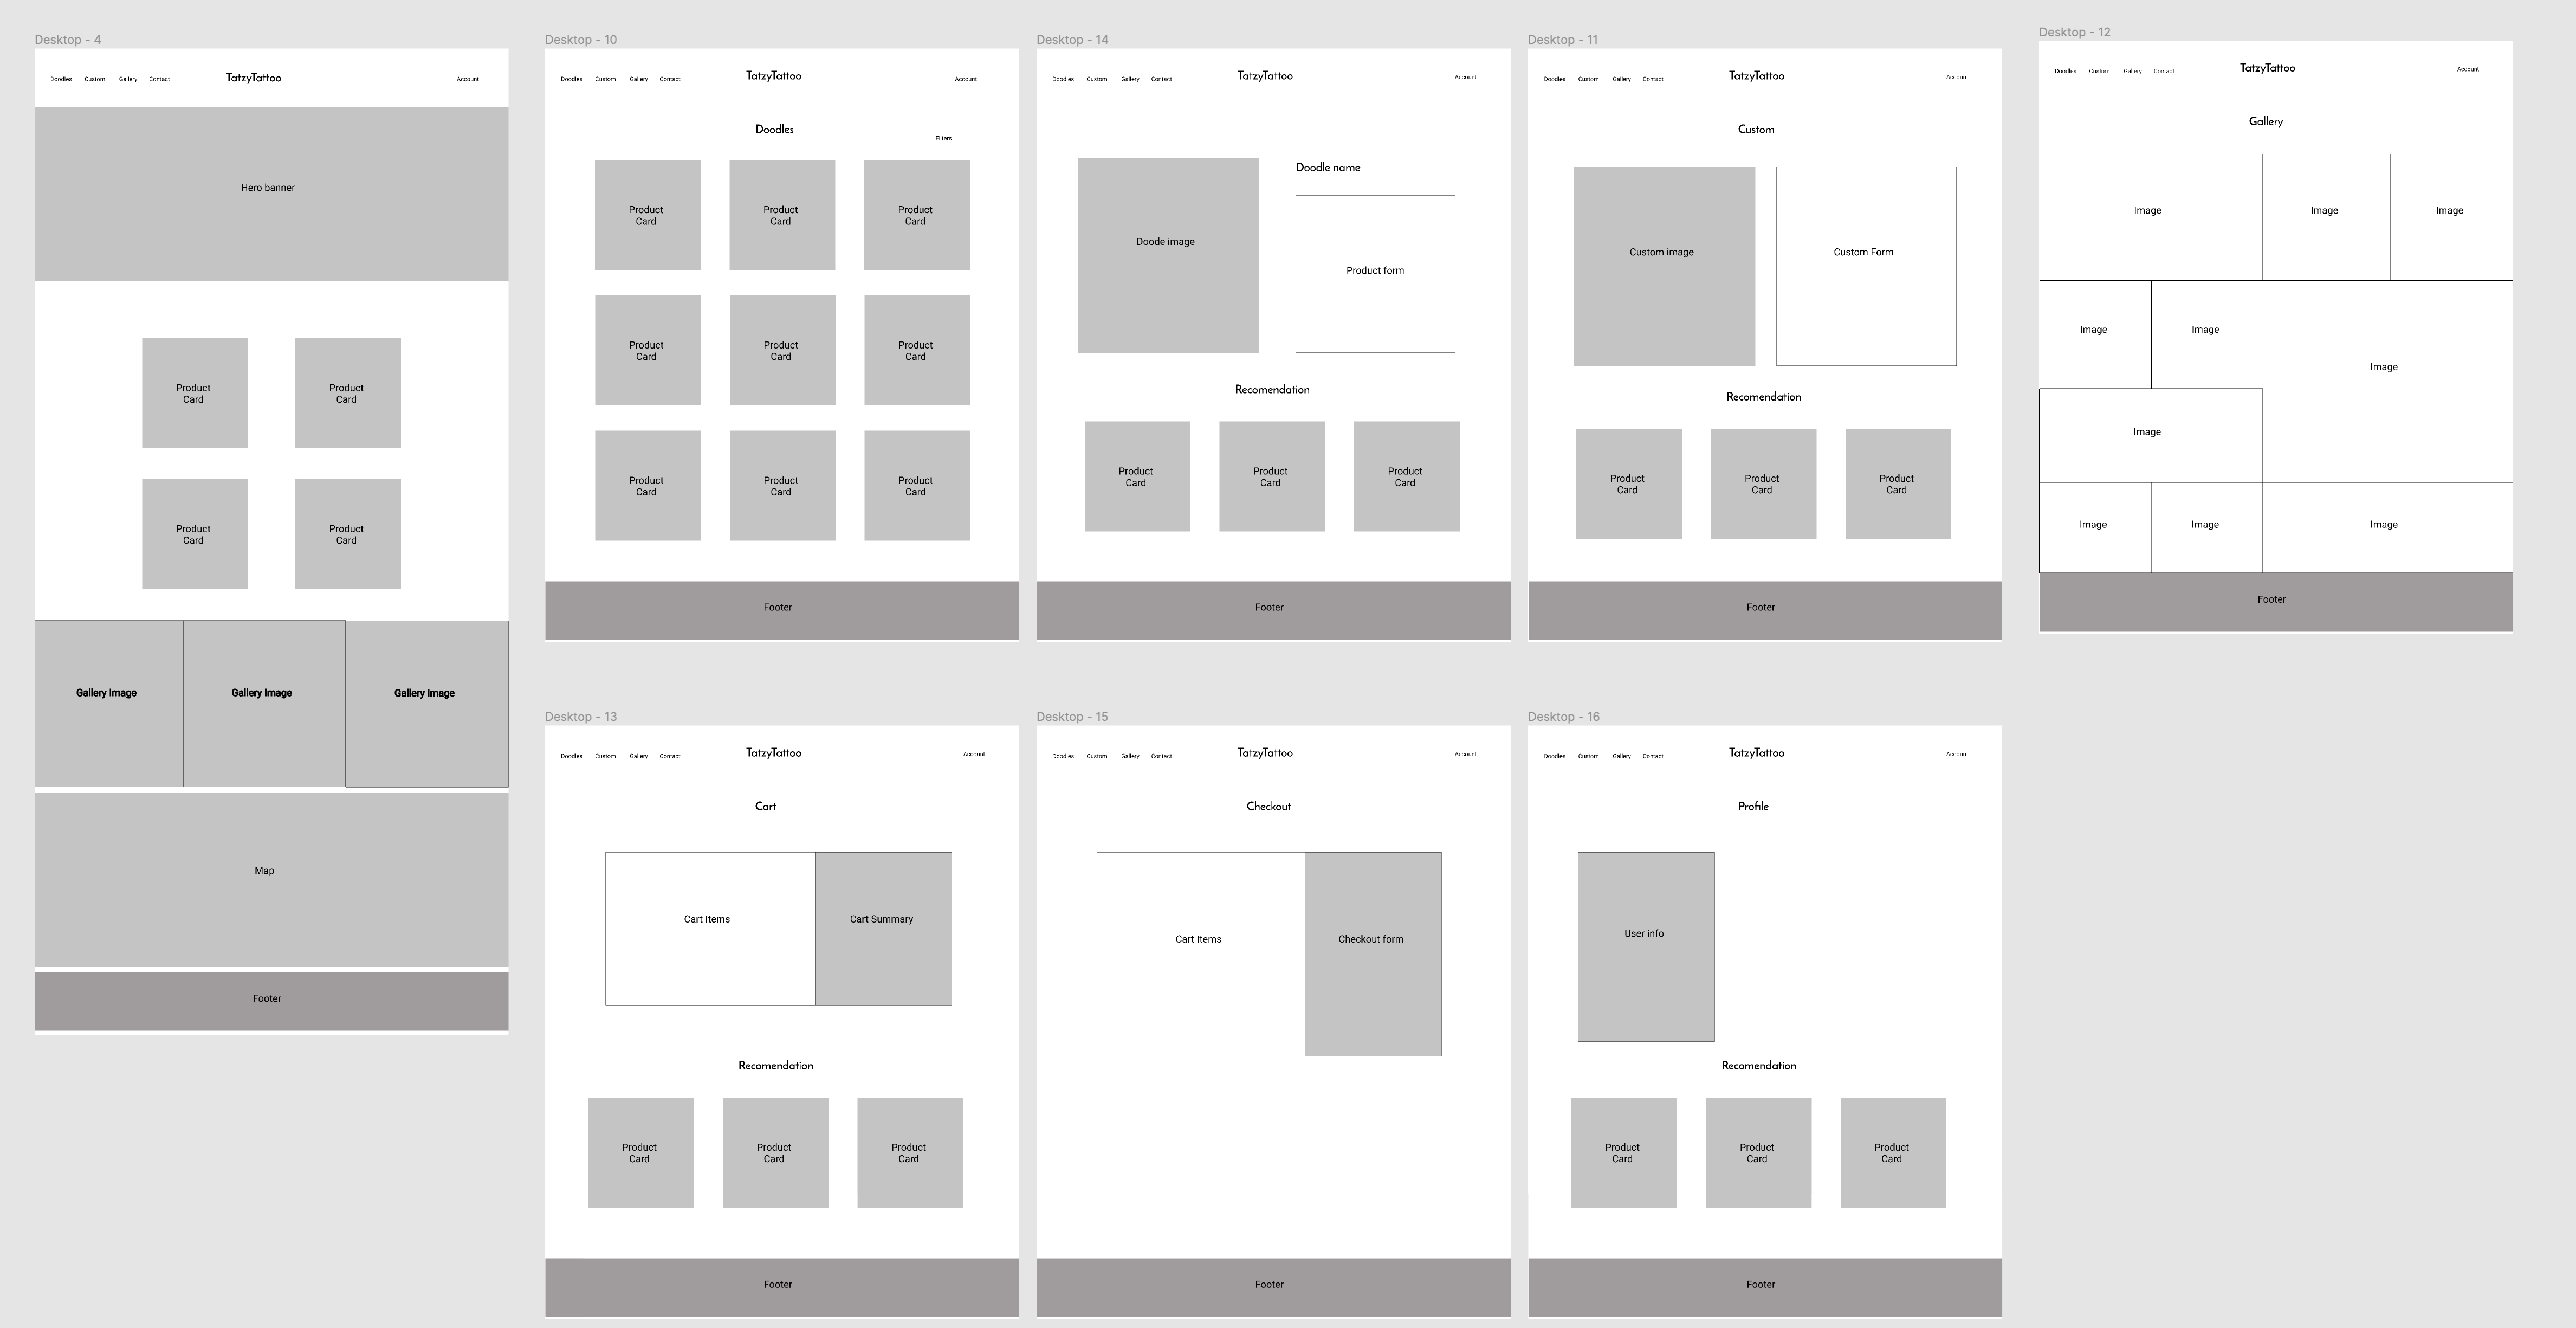 Desktop - 4
Doodles Custom Gallery Contact TatzyTattoo Account
Hero banner
Product
Card
Product
Card
Product
Card
Product
Card
Gallery Image Gallery Image Gallery Image
Map
Footer
Desktop - 10
Doodles Custom Gallery Contact TatzyTattoo Account
Doodles
Filters
Product
Card
Product
Card
Product
Card
Product
Card
Product
Card
Product
Card
Product
Card
Product
Card
Product
Card
Footer
Desktop - 14
Doodles Custom Gallery Contact TatzyTattoo Account
Doodle name
Doode image
Product form
Recomendation
Product
Card
Product
Card
Product
Card
Footer
Desktop - 11
Doodles Custom Gallery Contact TatzyTattoo Account
Custom
Custom image
Custom Form
Recomendation
Product
Card
Product
Card
Product
Card
Footer
Desktop - 12
Doodles Custom Gallery Contact TatzyTattoo Account
Gallery
Image Image Image
Image Image
Image
Image
Image Image Image
Footer
Desktop - 13
Doodles Custom Gallery Contact TatzyTattoo Account
Cart
Cart Items
Cart Summary
Recomendation
Product
Card
Product
Card
Product
Card
Footer
Desktop - 15
Doodles Custom Gallery Contact TatzyTattoo Account
Checkout
Cart Items
Checkout form
Footer
Desktop - 16
Doodles Custom Gallery Contact TatzyTattoo Account
Profile
User info
Recomendation
Product
Card
Product
Card
Product
Card
Footer